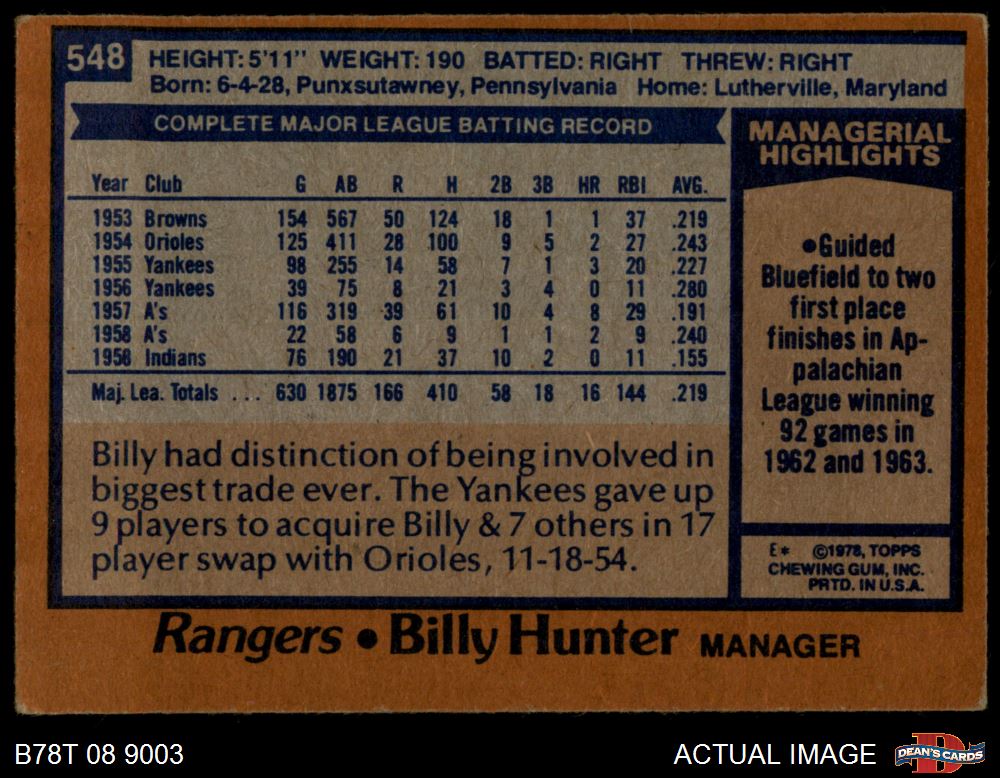 548
HEIGHT: 5'11" WEIGHT: 190 BATTED: RIGHT THREW: RIGHT
Born: 6-4-28, Punxsutawney, Pennsylvania Home: Lutherville, Maryland
COMPLETE MAJOR LEAGUE BATTING RECORD
Year Club G AB R H 2B 3B HR RBI AVG.
1953 Browns 154 567 50 124 18 1 1 37 .219
1954 Orioles 125 411 28 100 9 5 2 27 .243
1955 Yankees 98 255 14 58 7 1 3 20 .227
1956 Yankees 39 75 8 21 3 4 0 11 .280
1957 A's 116 319 39 61 10 4 8 29 .191
1958 A's 22 58 6 9 1 1 2 9 .240
1958 Indians 76 190 21 37 10 2 0 11 .155
Maj. Lea. Totals ... 630 1875 166 410 58 18 16 144 .219
Billy had distinction of being involved in
biggest trade ever. The Yankees gave up
9 players to acquire Billy & 7 others in 17
player swap with Orioles, 11-18-54.
MANAGERIAL
HIGHLIGHTS
•Guided
Bluefield to two
first place
finishes in Ap-
palachian
League winning
92 games in
1962 and 1963.
E* ©1978, TOPPS
CHEWING GUM, INC.
PRTD. IN U.S.A.
Rangers • Billy Hunter MANAGER
B78T 08 9003
ACTUAL IMAGE
DEAN'S CARDS